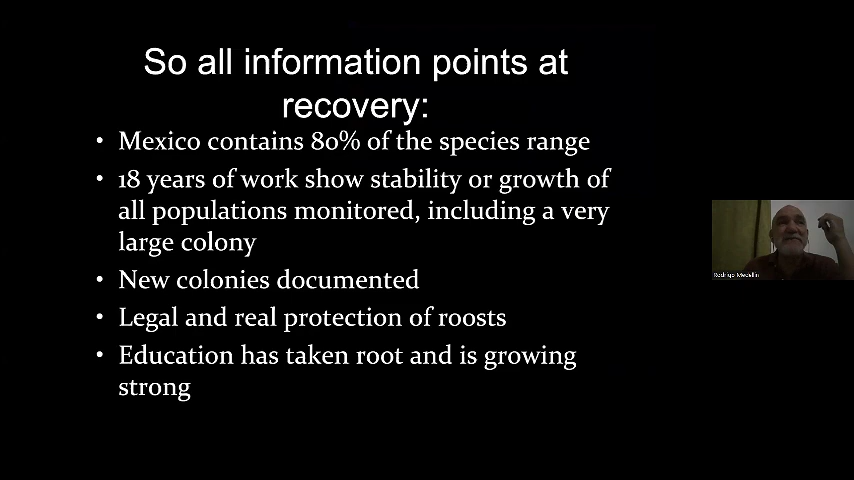 So all information points at
recovery:
• Mexico contains 80% of the species range
• 18 years of work show stability or growth of
all populations monitored, including a very
large colony
• New colonies documented
• Legal and real protection of roosts
• Education has taken root and is growing
strong
Rodrigo Medellin